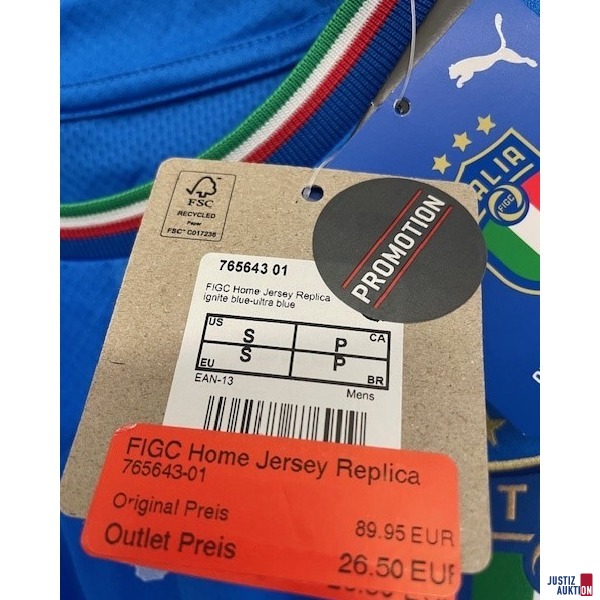 FSC
RECYCLED
Paper
FSC™ C017238
765643 01
FIGC Home Jersey Replica
ignite blue-ultra blue
US
S
P
CA
EU
S
P
BR
EAN-13
Mens
PROMOTION
ITALIA
FIGC
FIGC Home Jersey Replica
765643-01
Original Preis
89.95 EUR
Outlet Preis
26.50 EUR
JUSTIZ
AUKTION